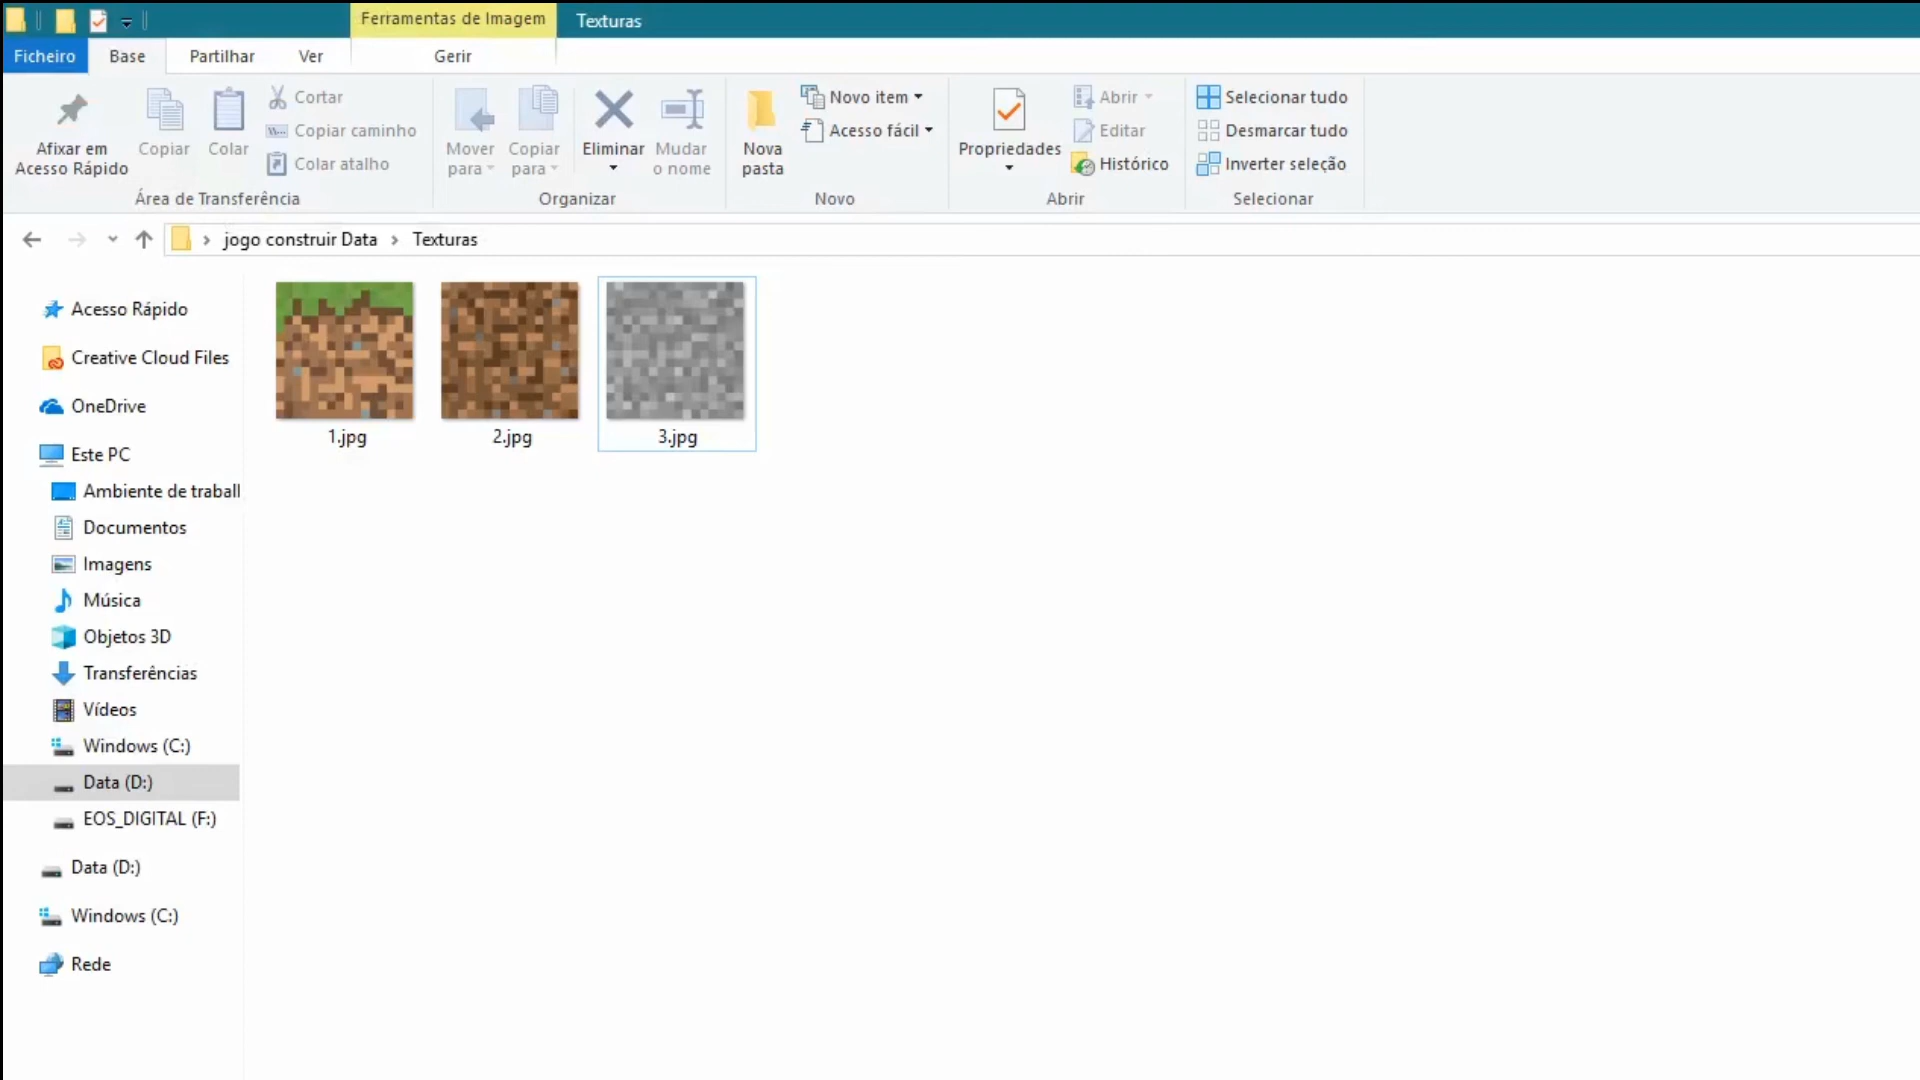 Ferramentas de Imagem
Texturas
Ficheiro
Base
Partilhar
Ver
Gerir
Afixar em
Acesso Rápido
Copiar
Colar
Cortar
Copiar caminho
Colar atalho
Área de Transferência
Mover
para
Copiar
para
Eliminar
Mudar
o nome
Organizar
Nova
pasta
Novo item
Acesso fácil
Novo
Propriedades
Abrir
Editar
Histórico
Abrir
Selecionar tudo
Desmarcar tudo
Inverter seleção
Selecionar
jogo construir Data
Texturas
Acesso Rápido
Creative Cloud Files
OneDrive
Este PC
Ambiente de traball
Documentos
Imagens
Música
Objetos 3D
Transferências
Vídeos
Windows (C:)
Data (D:)
EOS_DIGITAL (F:)
Data (D:)
Windows (C:)
Rede
1.jpg
2.jpg
3.jpg